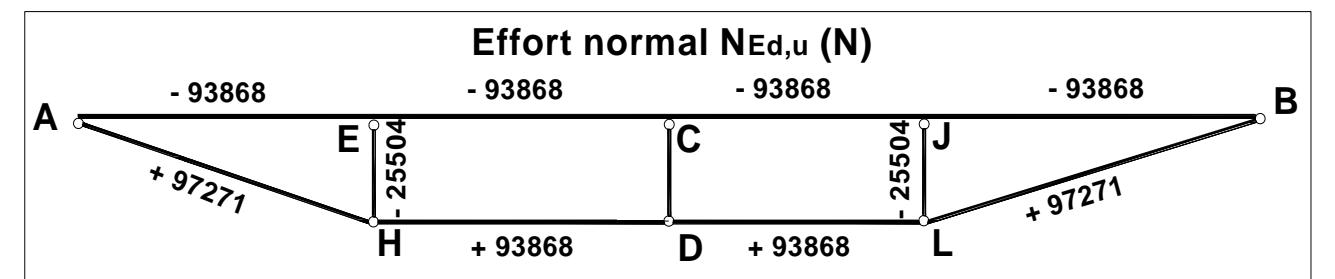 Effort normal NEd,u (N)
- 93868 - 93868 - 93868 - 93868
A E C J B
+ 97271 - 25504 - 25504 + 97271
H + 93868 D + 93868 L